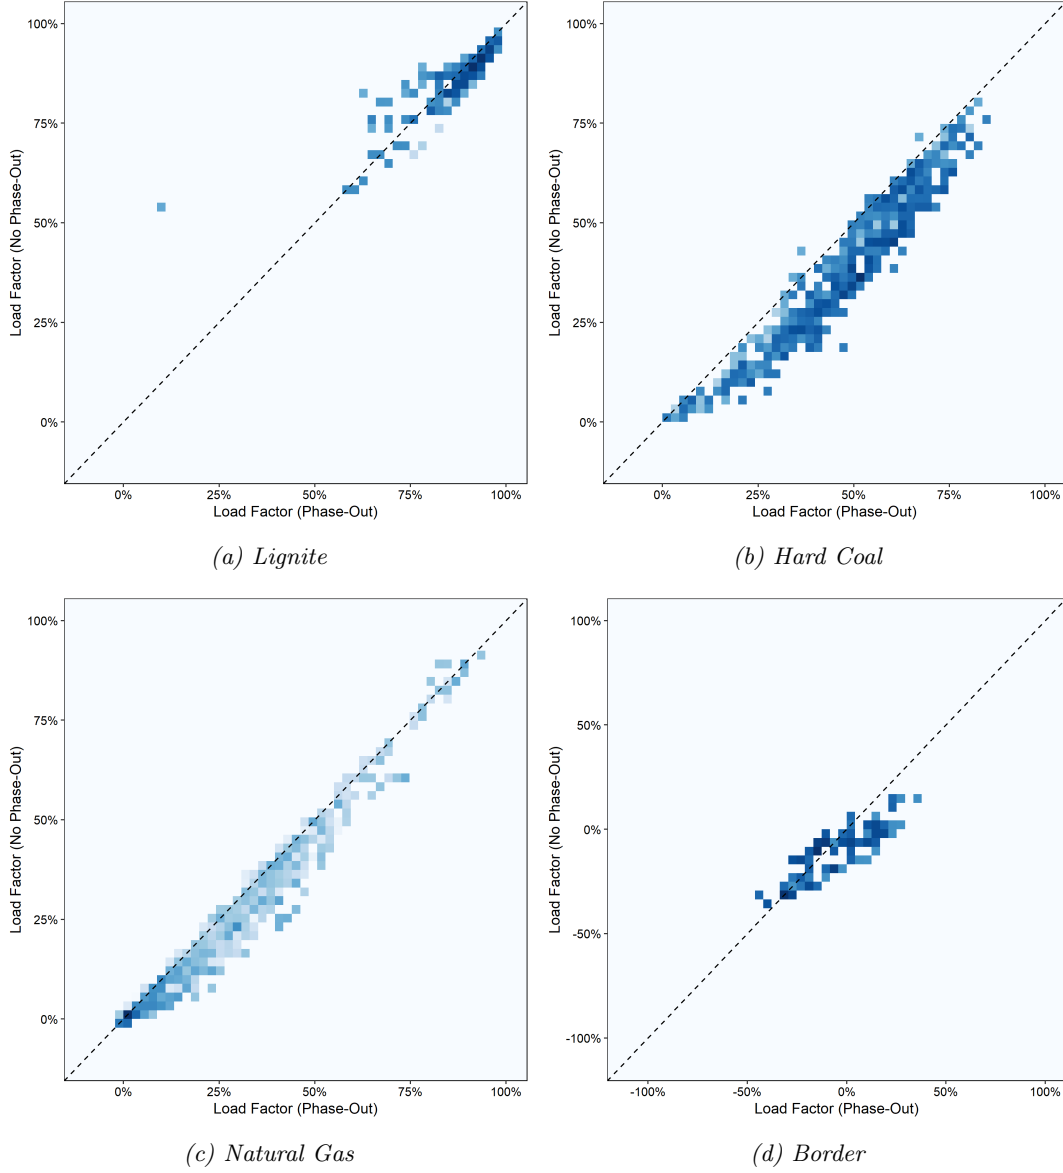 100%
75%
50%
25%
0%
Load Factor (No Phase-Out)
0% 25% 50% 75% 100%
Load Factor (Phase-Out)
(a) Lignite
100%
75%
50%
25%
0%
Load Factor (No Phase-Out)
0% 25% 50% 75% 100%
Load Factor (Phase-Out)
(b) Hard Coal
100%
75%
50%
25%
0%
Load Factor (No Phase-Out)
0% 25% 50% 75% 100%
Load Factor (Phase-Out)
(c) Natural Gas
100%
50%
0%
-50%
-100%
Load Factor (No Phase-Out)
-100% -50% 0% 50% 100%
Load Factor (Phase-Out)
(d) Border